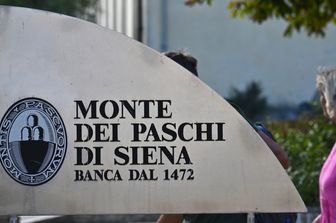 MONTE
DEI PASCHI
DI SIENA
BANCA DAL 1472